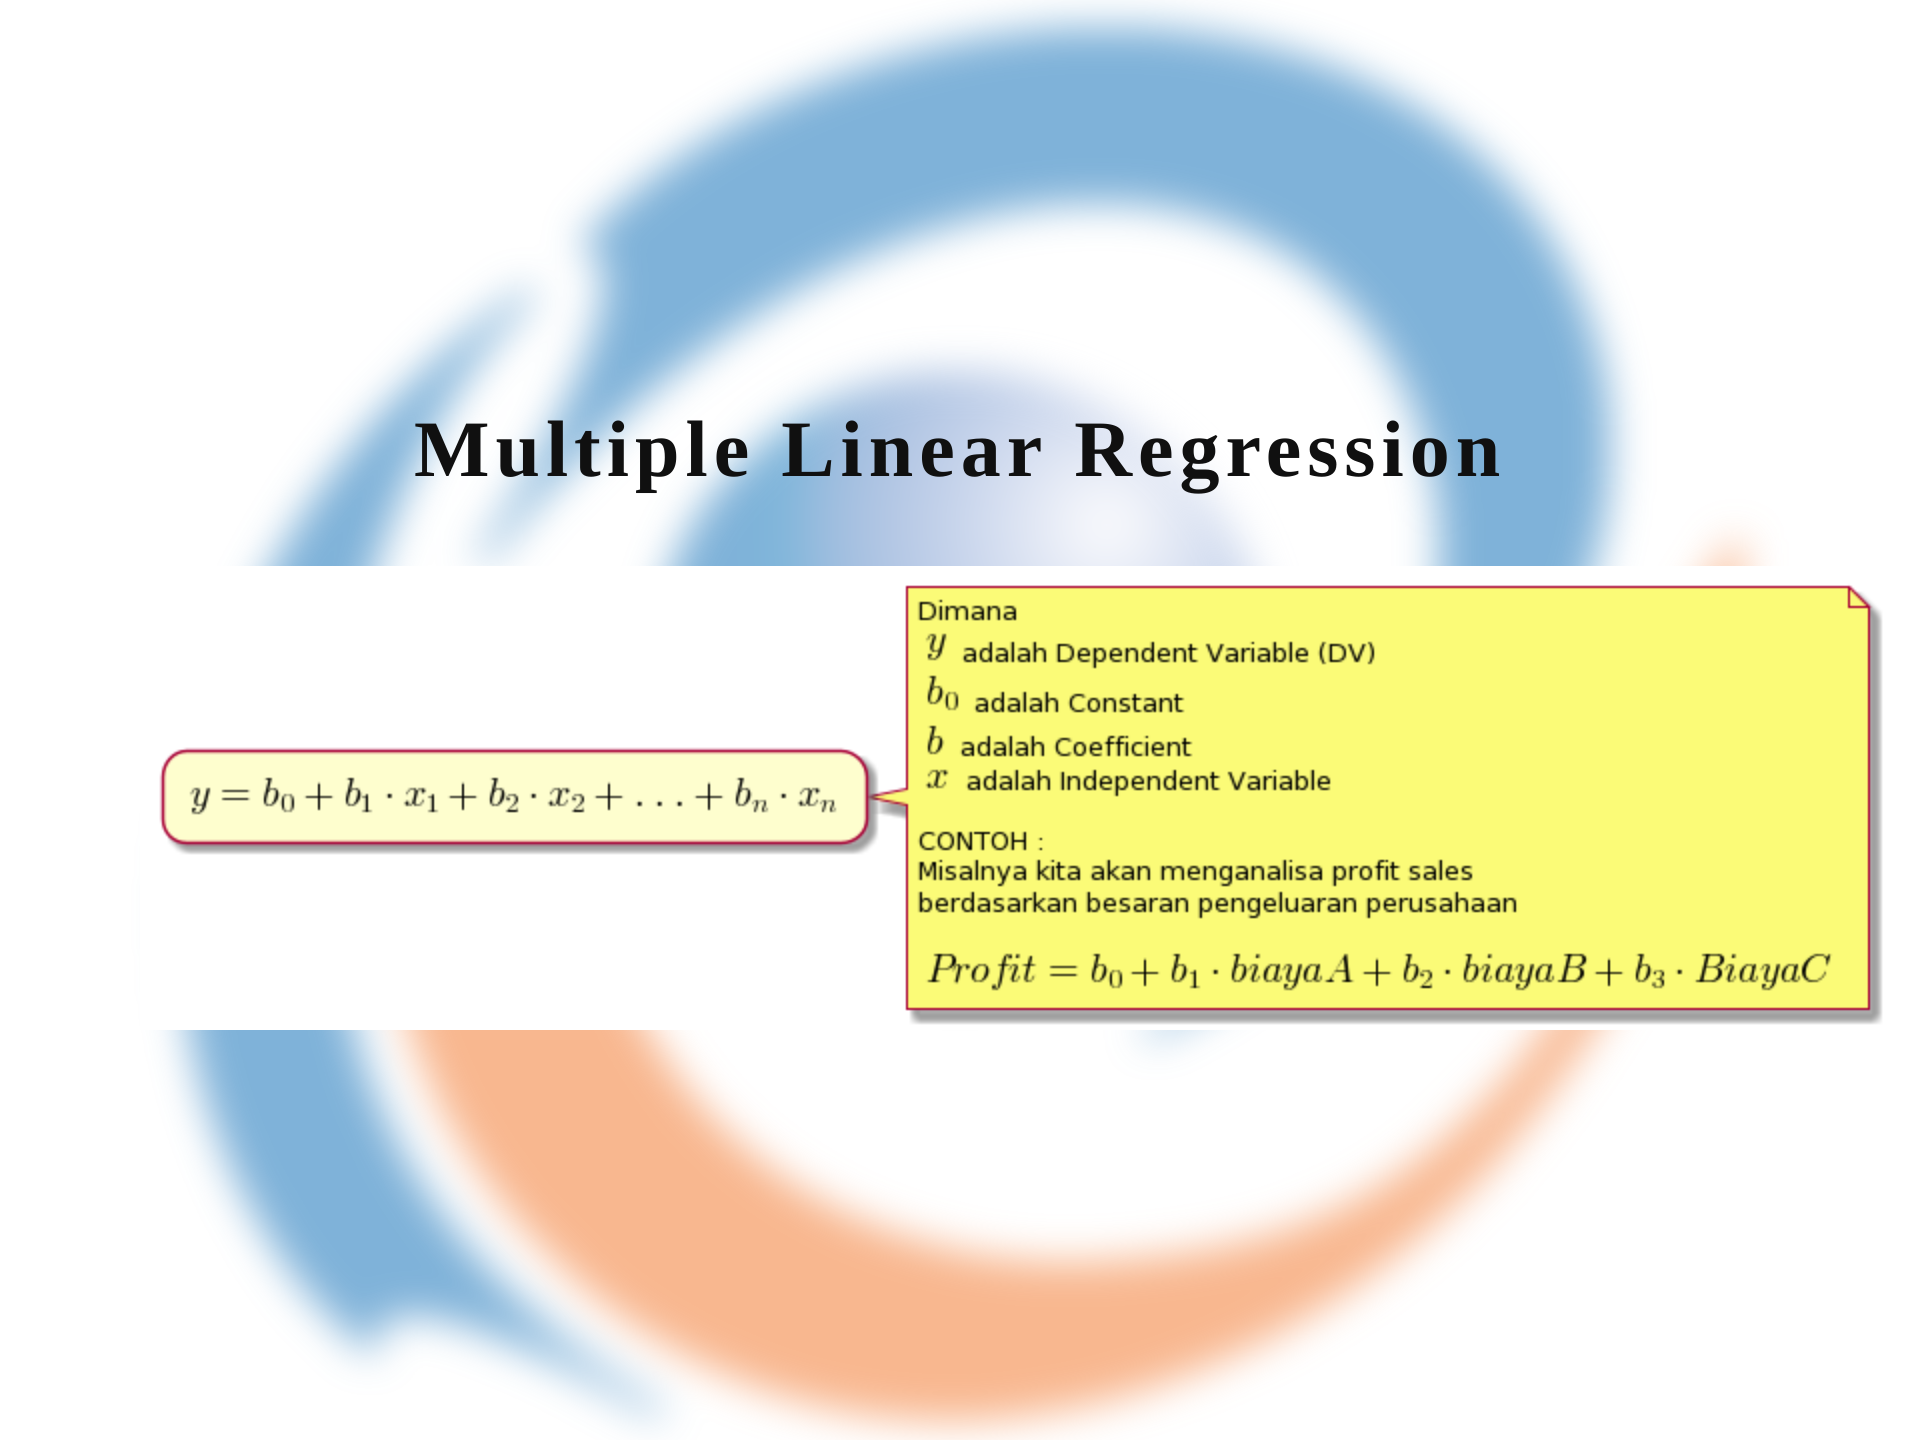 Multiple Linear Regression
y = b₀ + b₁ · x₁ + b₂ · x₂ + . . . + bₙ · xₙ
Dimana
y adalah Dependent Variable (DV)
b₀ adalah Constant
b adalah Coefficient
x adalah Independent Variable
CONTOH :
Misalnya kita akan menganalisa profit sales
berdasarkan besaran pengeluaran perusahaan
Profit = b₀ + b₁ · biayaA + b₂ · biayaB + b₃ · BiayaC